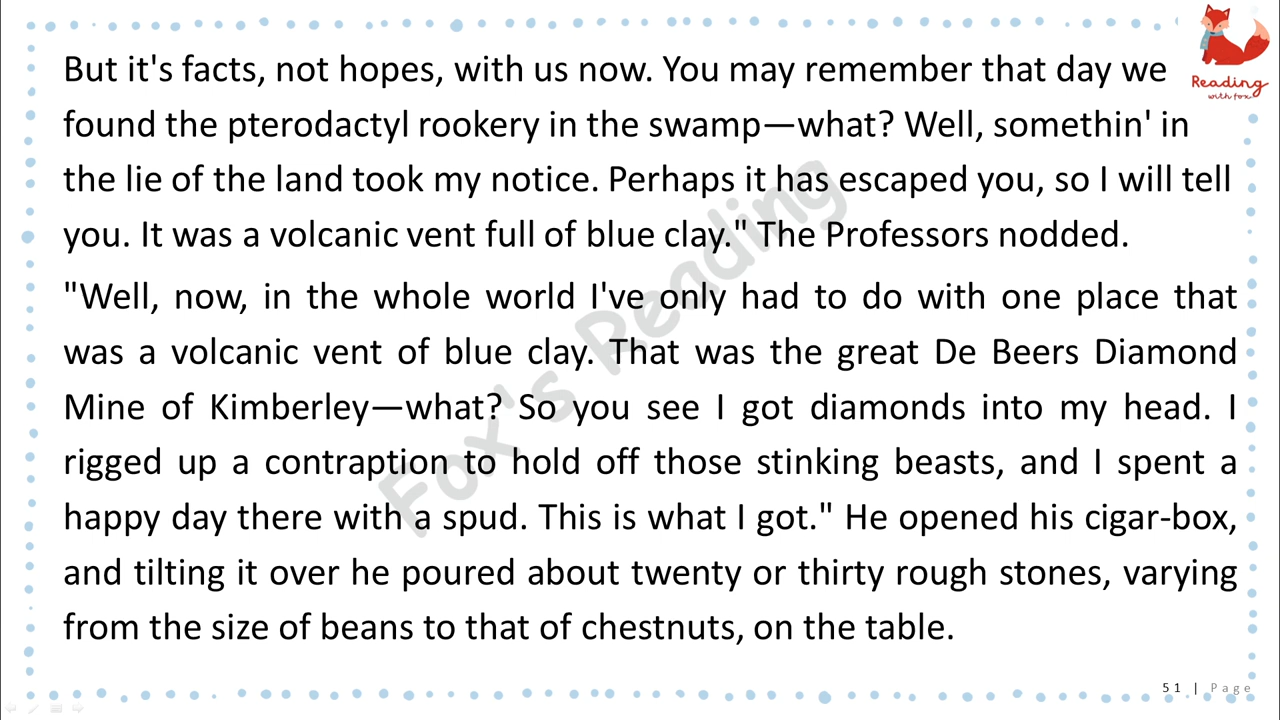 But it's facts, not hopes, with us now. You may remember that day we
found the pterodactyl rookery in the swamp—what? Well, somethin' in
the lie of the land took my notice. Perhaps it has escaped you, so I will tell
you. It was a volcanic vent full of blue clay." The Professors nodded.
"Well, now, in the whole world I've only had to do with one place that
was a volcanic vent of blue clay. That was the great De Beers Diamond
Mine of Kimberley—what? So you see I got diamonds into my head. I
rigged up a contraption to hold off those stinking beasts, and I spent a
happy day there with a spud. This is what I got." He opened his cigar-box,
and tilting it over he poured about twenty or thirty rough stones, varying
from the size of beans to that of chestnuts, on the table.
Reading
with fox
Fox's Reading
51 | Page